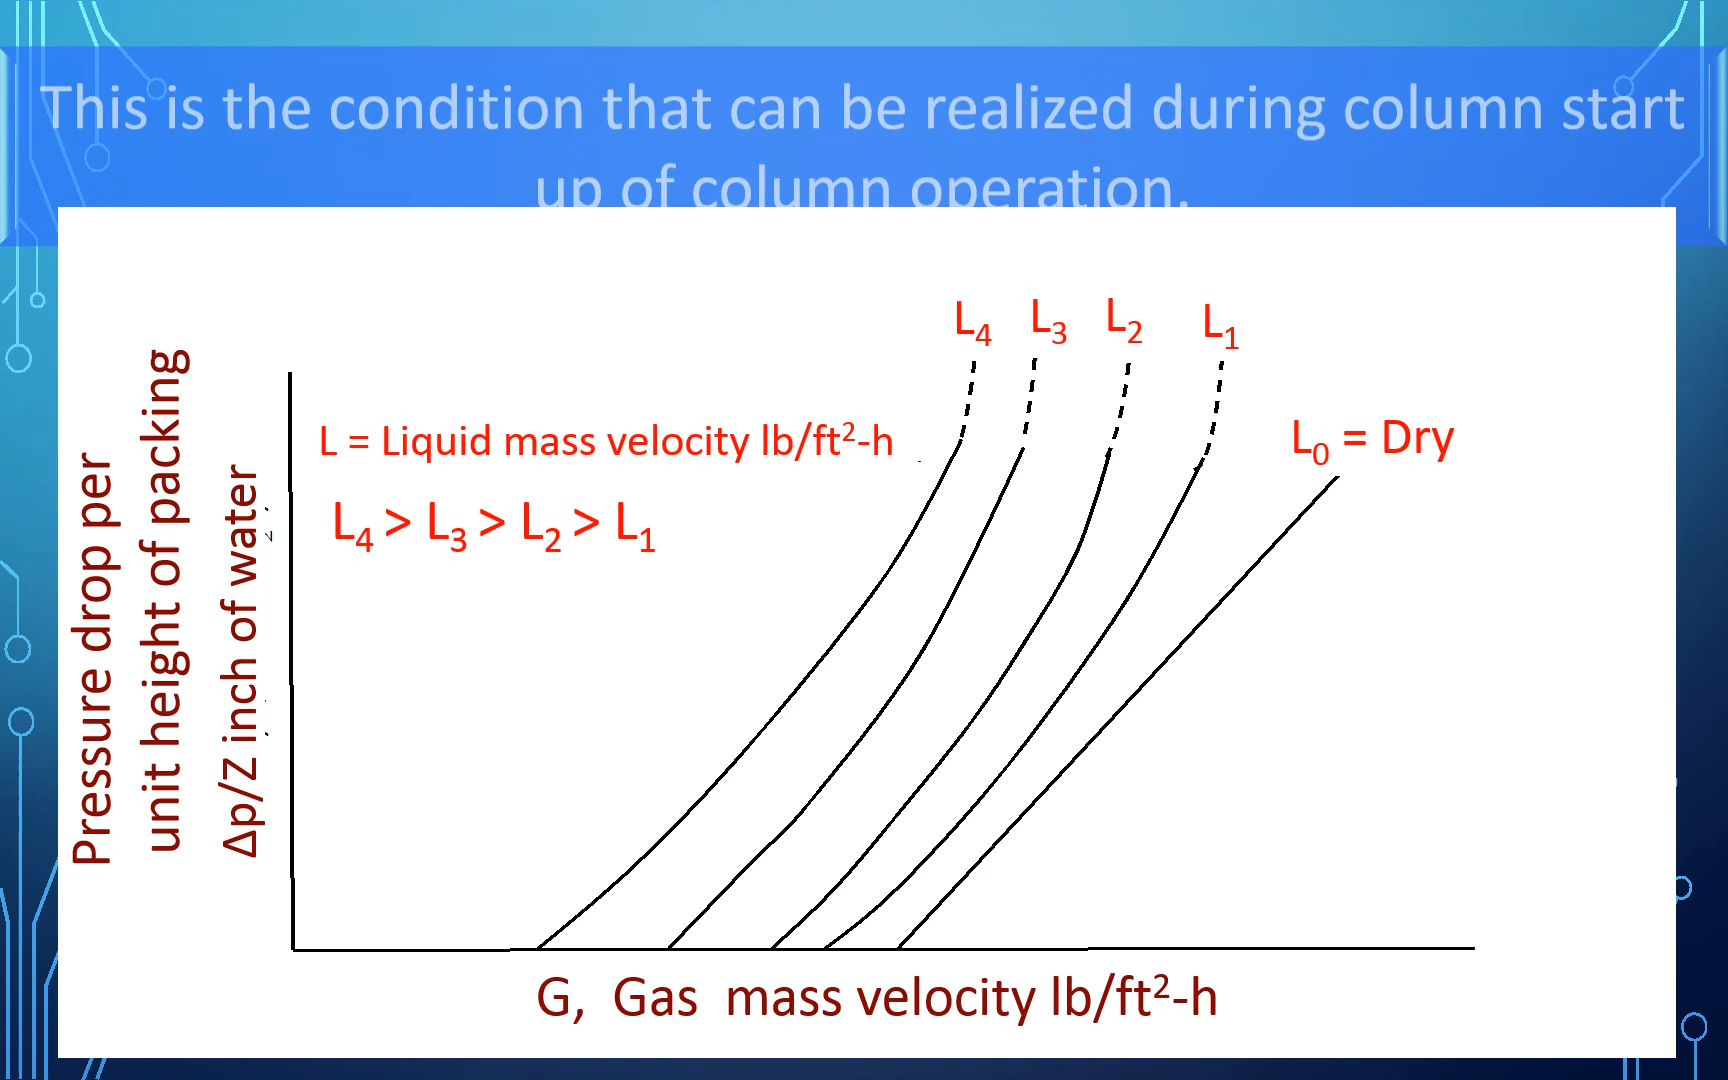 This is the condition that can be realized during column start
up of column operation.
L₄ L₃ L₂ L₁
L = Liquid mass velocity lb/ft²-h
L₀ = Dry
L₄ > L₃ > L₂ > L₁
Pressure drop per
unit height of packing
Δp/Z inch of water
G, Gas mass velocity lb/ft²-h